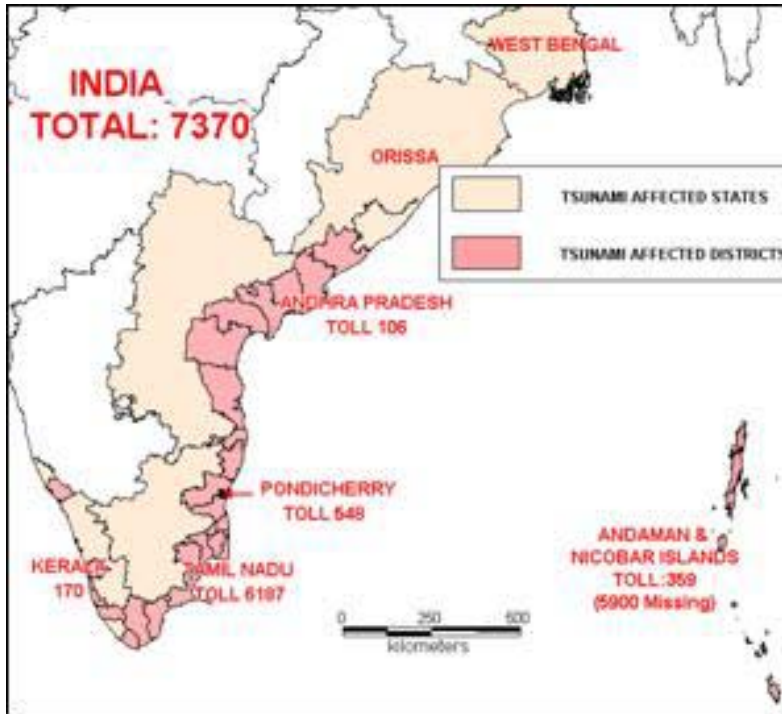 WEST BENGAL
INDIA
TOTAL: 7370
ORISSA
TSUNAMI AFFECTED STATES
TSUNAMI AFFECTED DISTRICTS
ANDHRA PRADESH
TOLL 106
PONDICHERRY
TOLL 548
ANDAMAN &
NICOBAR ISLANDS
TOLL:359
(5900 Missing)
KERALA
170
TAMIL NADU
TOLL 6187
0 250 500
kilometers